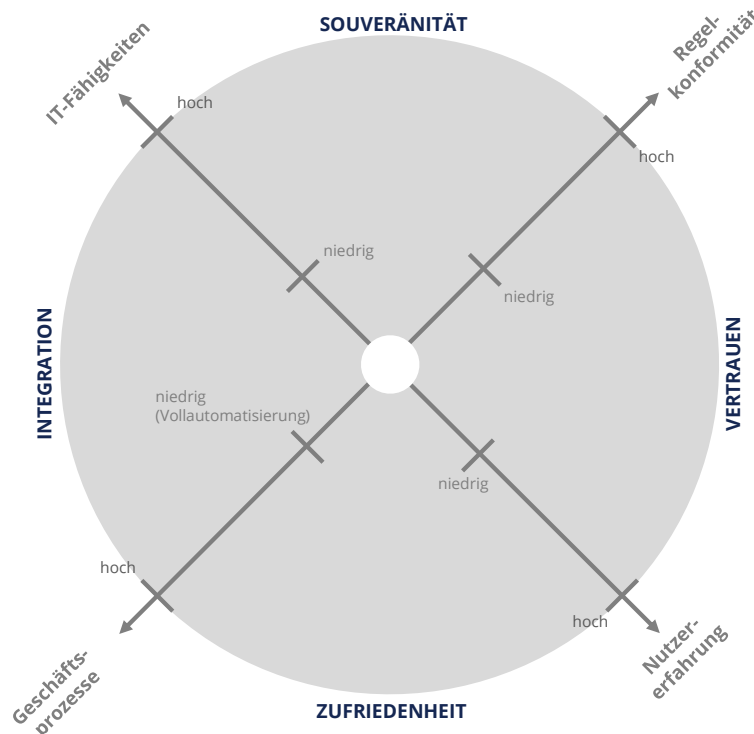 SOUVERÄNITÄT
IT-Fähigkeiten
Regel-
konformität
hoch
hoch
niedrig
niedrig
INTEGRATION
VERTRAUEN
niedrig
(Vollautomatisierung)
niedrig
hoch
hoch
Geschäfts-
prozesse
Nutzer-
erfahrung
ZUFRIEDENHEIT